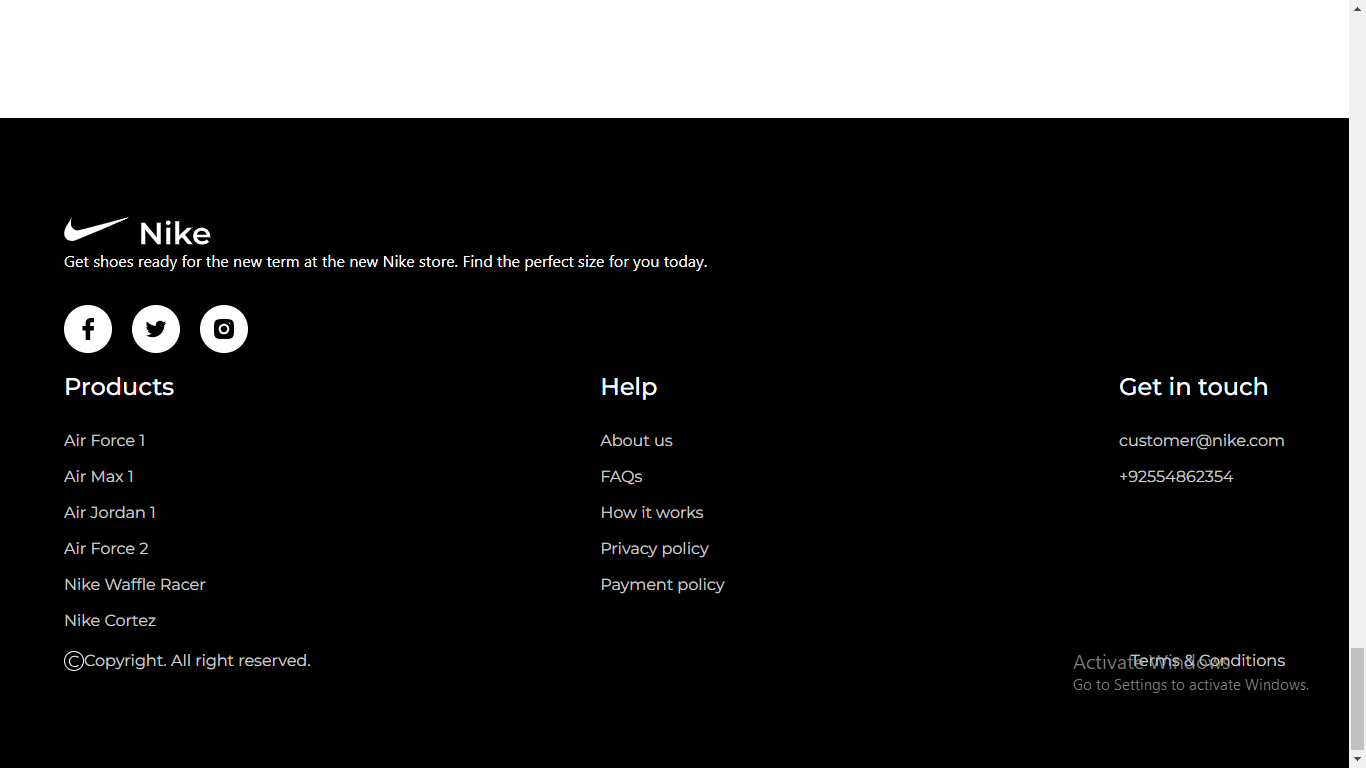 Nike
Get shoes ready for the new term at the new Nike store. Find the perfect size for you today.
Products
Air Force 1
Air Max 1
Air Jordan 1
Air Force 2
Nike Waffle Racer
Nike Cortez
Help
About us
FAQs
How it works
Privacy policy
Payment policy
Get in touch
customer@nike.com
+92554862354
©Copyright. All right reserved.
Terms & Conditions
Activate Windows
Go to Settings to activate Windows.